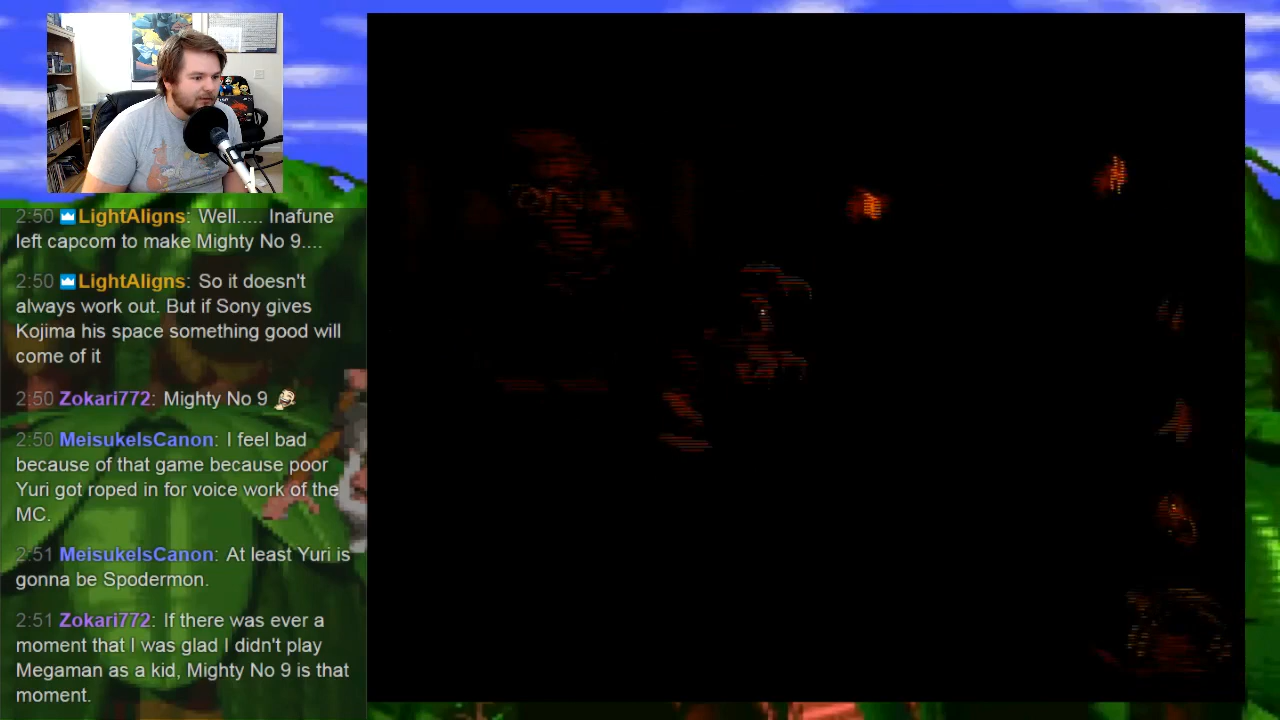 2:50 LightAligns: Well..... Inafune
left capcom to make Mighty No 9....
2:50 LightAligns: So it doesn't
always work out. But if Sony gives
Kojima his space something good will
come of it
2:50 Zokari772: Mighty No 9
2:50 MeisukeIsCanon: I feel bad
because of that game because poor
Yuri got roped in for voice work of the
MC.
2:51 MeisukeIsCanon: At least Yuri is
gonna be Spodermon.
2:51 Zokari772: If there was ever a
moment that I was glad I didn't play
Megaman as a kid, Mighty No 9 is that
moment.